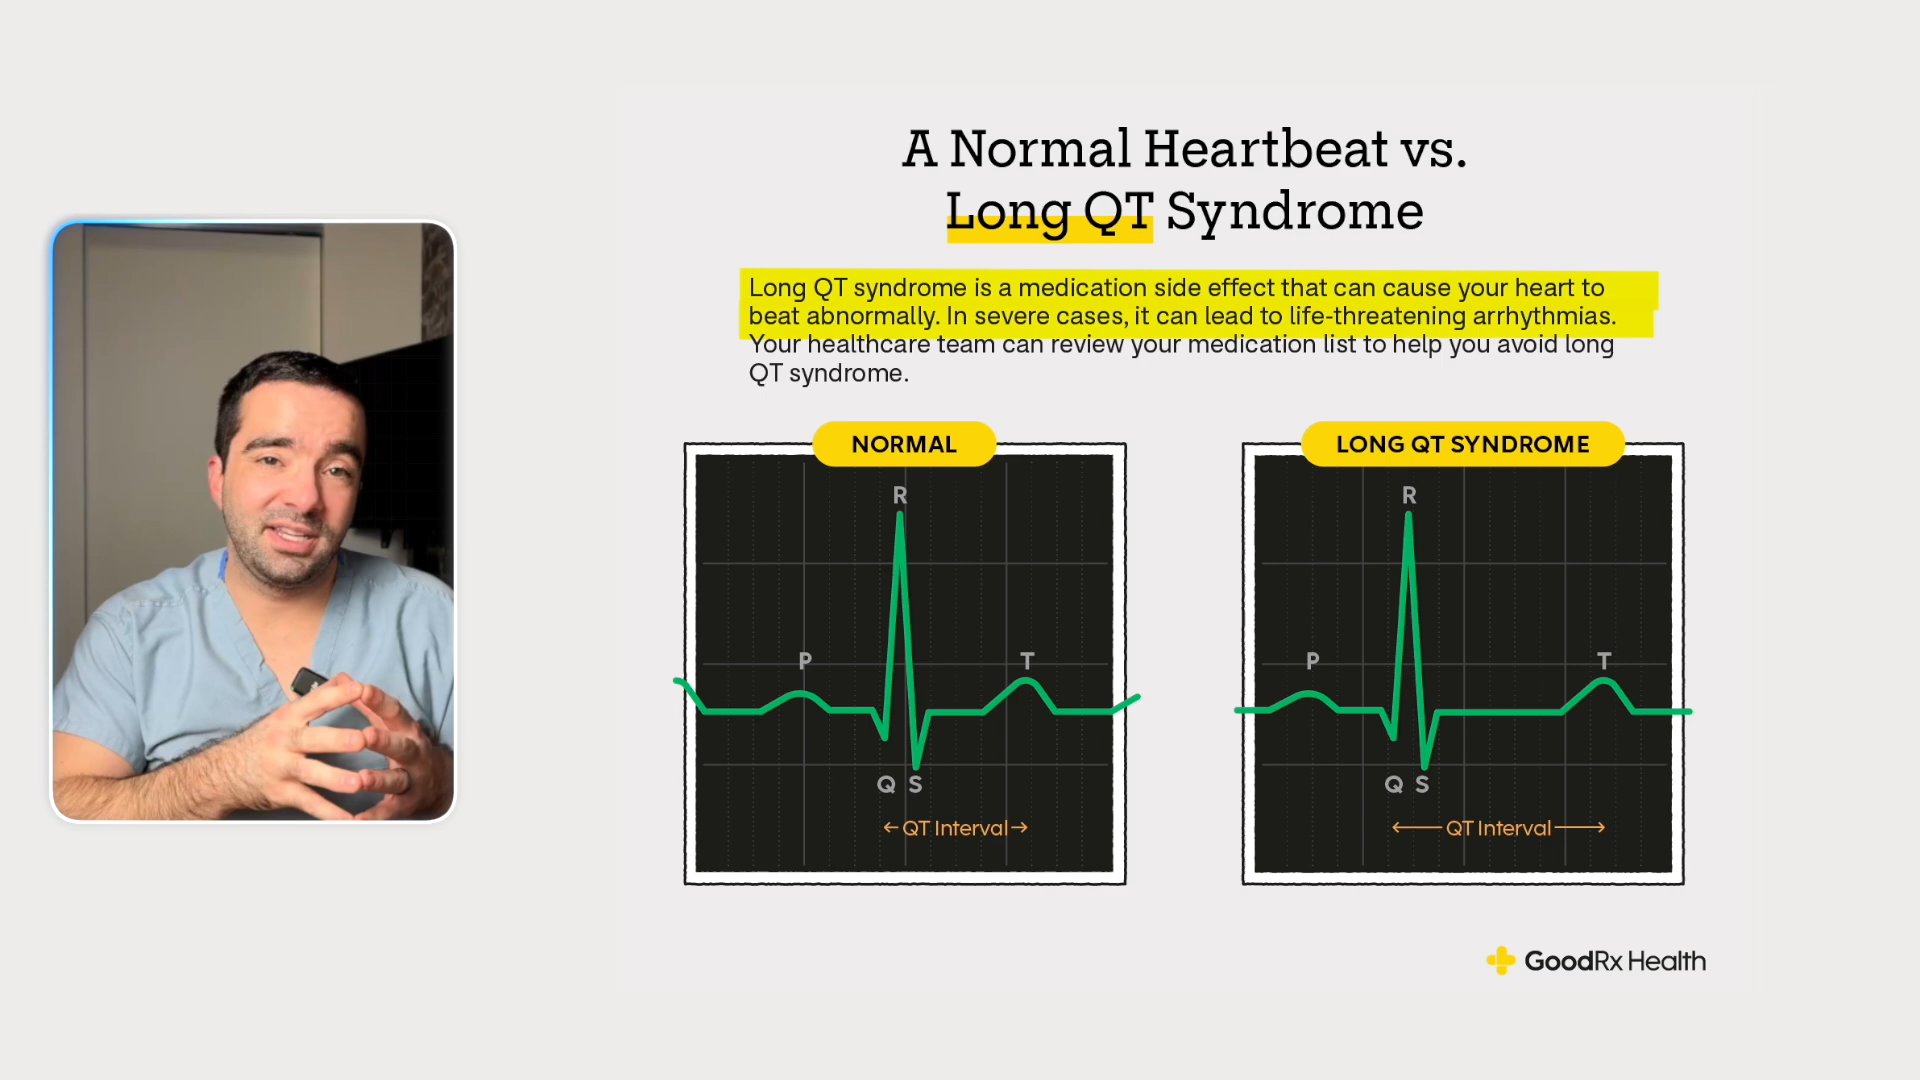 A Normal Heartbeat vs.
Long QT Syndrome
Long QT syndrome is a medication side effect that can cause your heart to
beat abnormally. In severe cases, it can lead to life-threatening arrhythmias.
Your healthcare team can review your medication list to help you avoid long
QT syndrome.
NORMAL
R
P
T
Q S
QT Interval
LONG QT SYNDROME
R
P
T
Q S
QT Interval
GoodRx Health